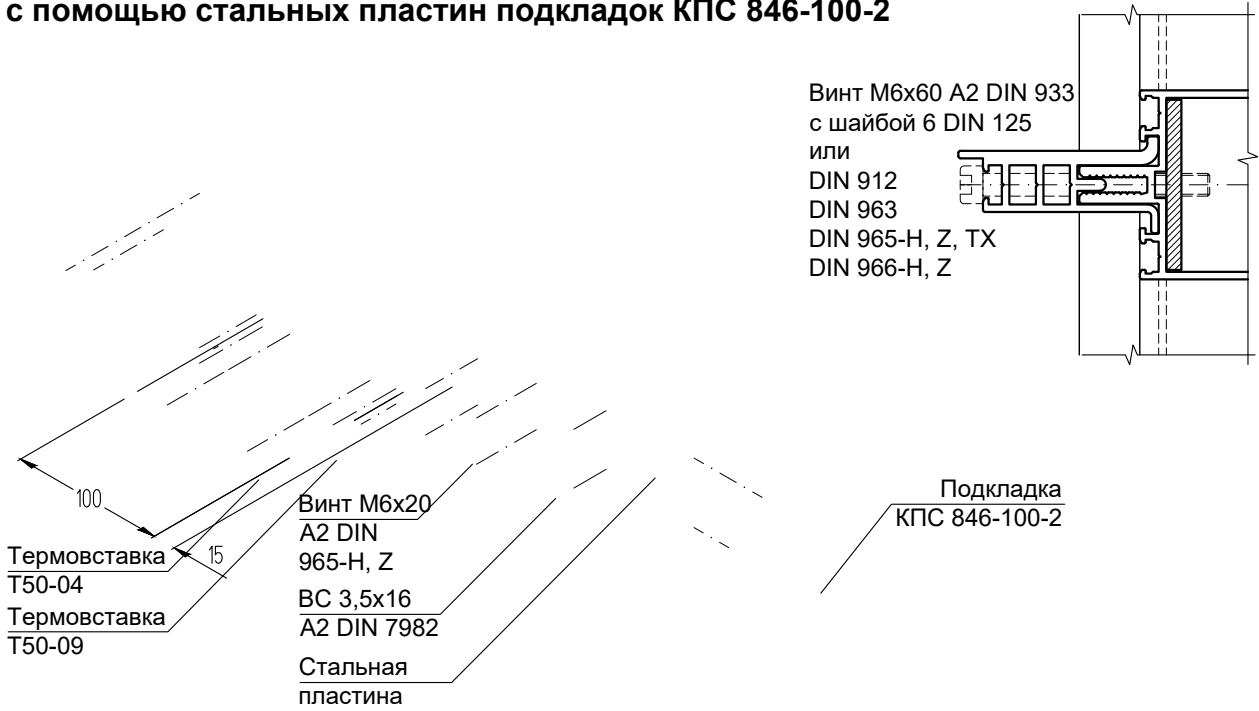 с помощью стальных пластин подкладок КПС 846-100-2
Винт М6х60 А2 DIN 933
с шайбой 6 DIN 125
или
DIN 912
DIN 963
DIN 965-H, Z, TX
DIN 966-H, Z
100
15
Термовставка
Т50-04
Термовставка
Т50-09
Винт М6х20
А2 DIN
965-H, Z
ВС 3,5х16
А2 DIN 7982
Стальная
пластина
Подкладка
КПС 846-100-2